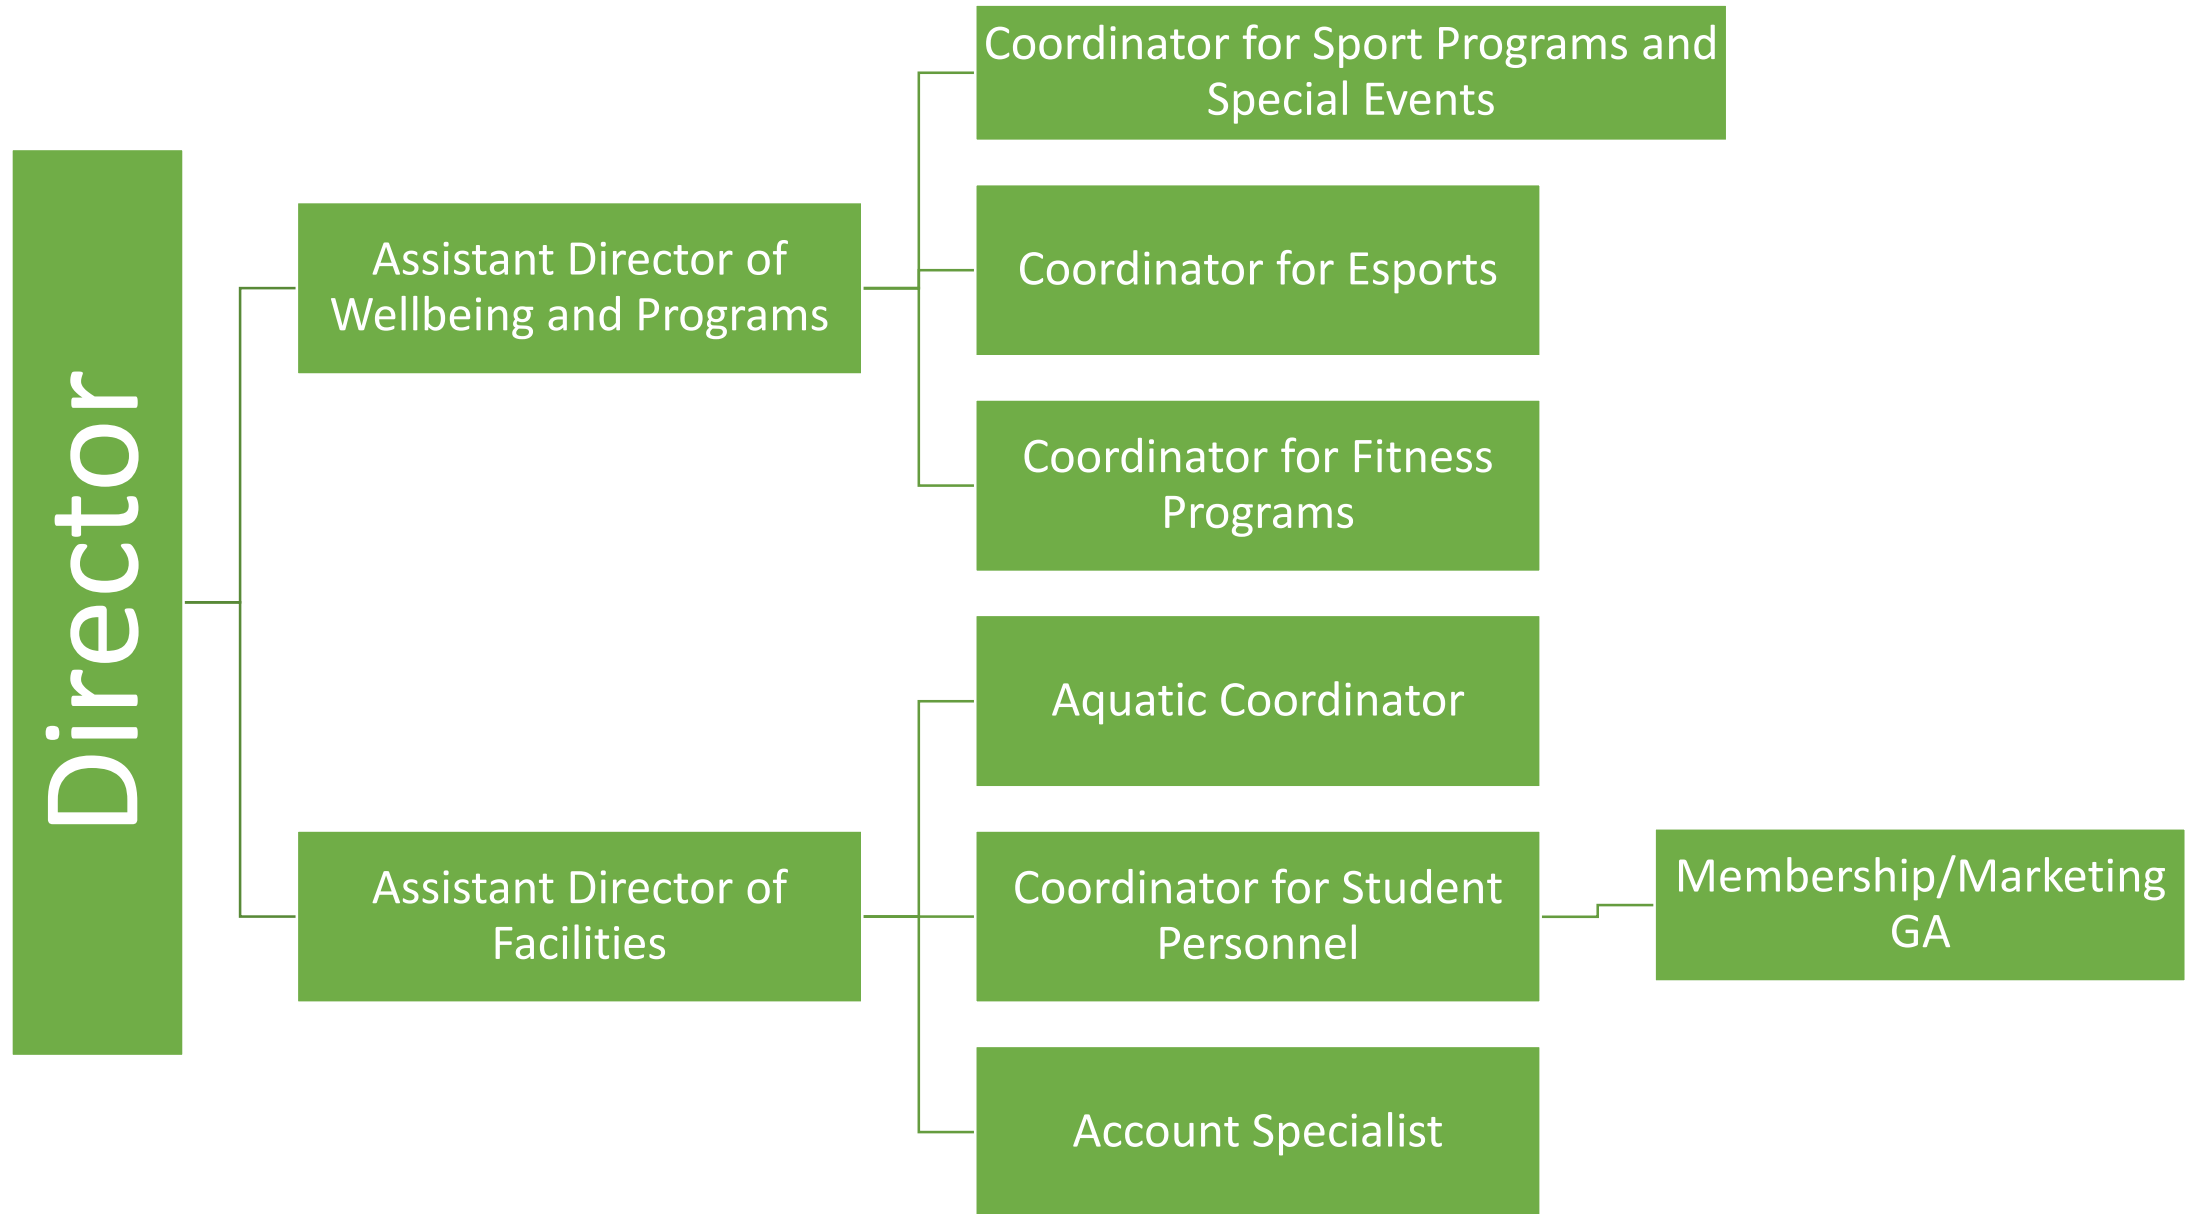 Director
Assistant Director of
Wellbeing and Programs
Coordinator for Sport Programs and
Special Events
Coordinator for Esports
Coordinator for Fitness
Programs
Assistant Director of
Facilities
Aquatic Coordinator
Coordinator for Student
Personnel
Membership/Marketing
GA
Account Specialist